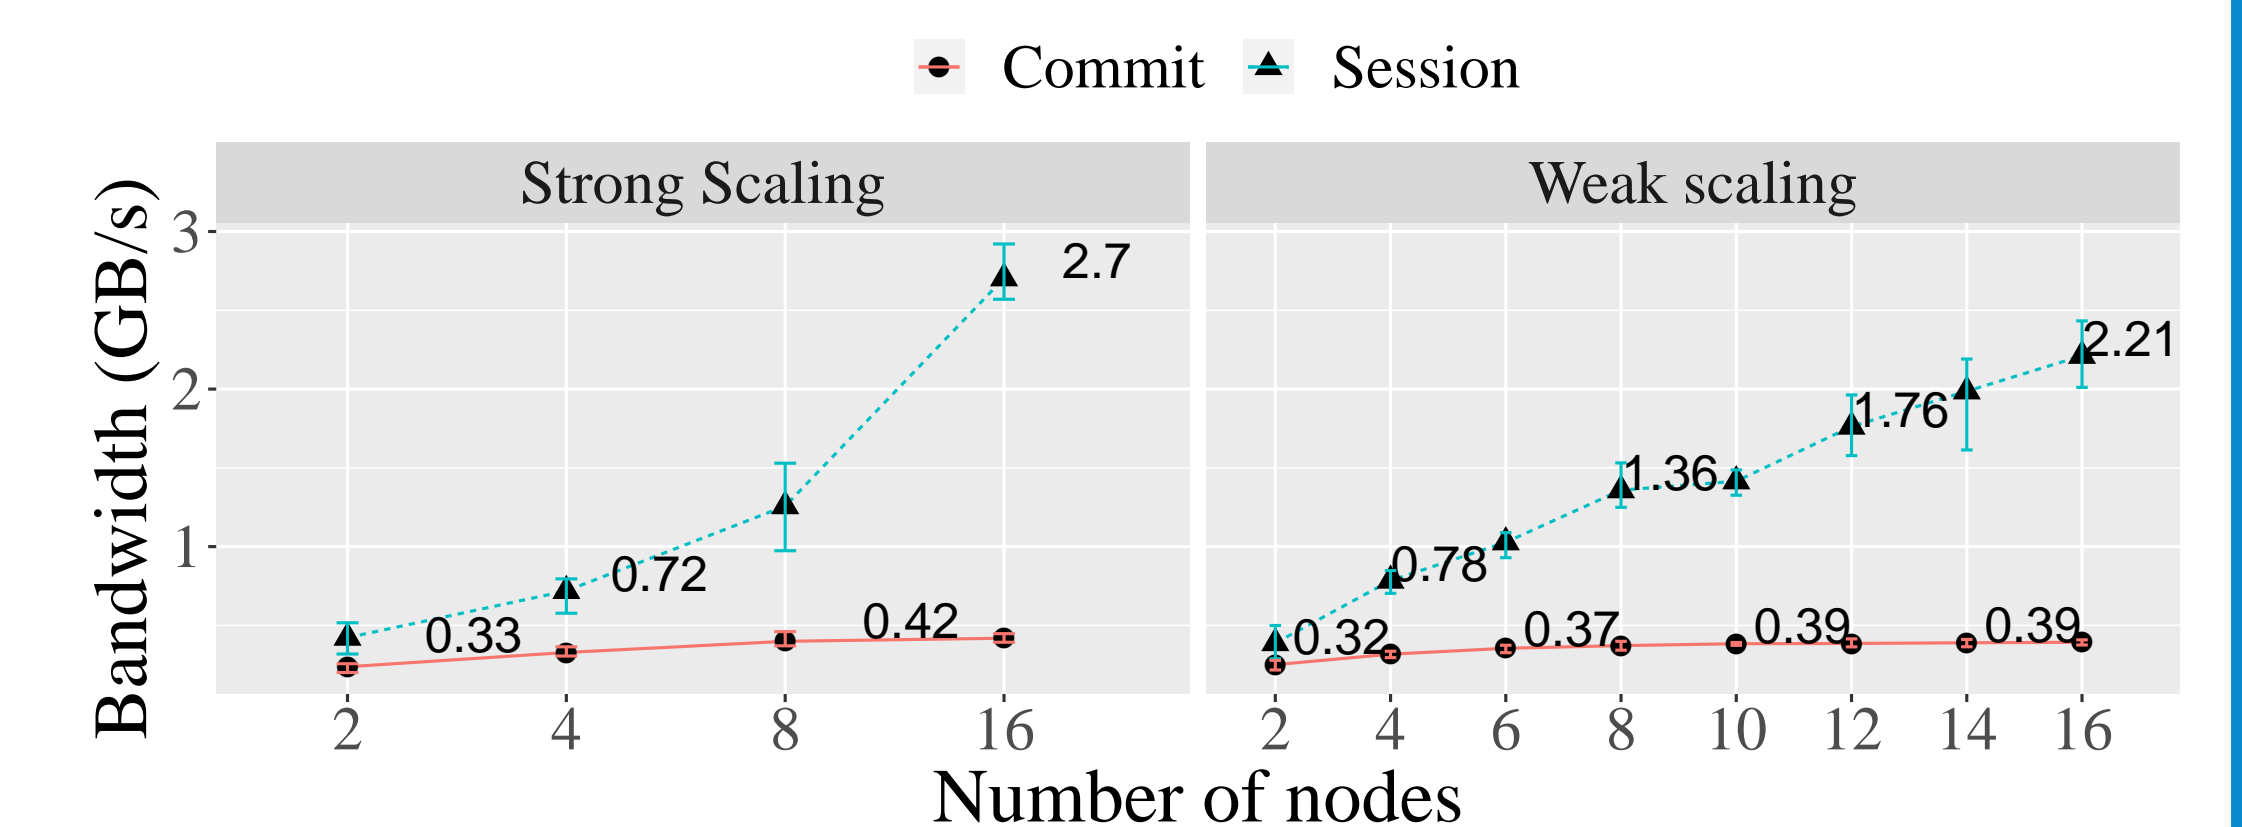 Commit Session
Strong Scaling
Weak scaling
Bandwidth (GB/s)
3
2
1
2.7
0.72
0.33
0.42
2.21
1.76
1.36
0.78
0.32
0.37
0.39
0.39
2 4 8 16
2 4 6 8 10 12 14 16
Number of nodes